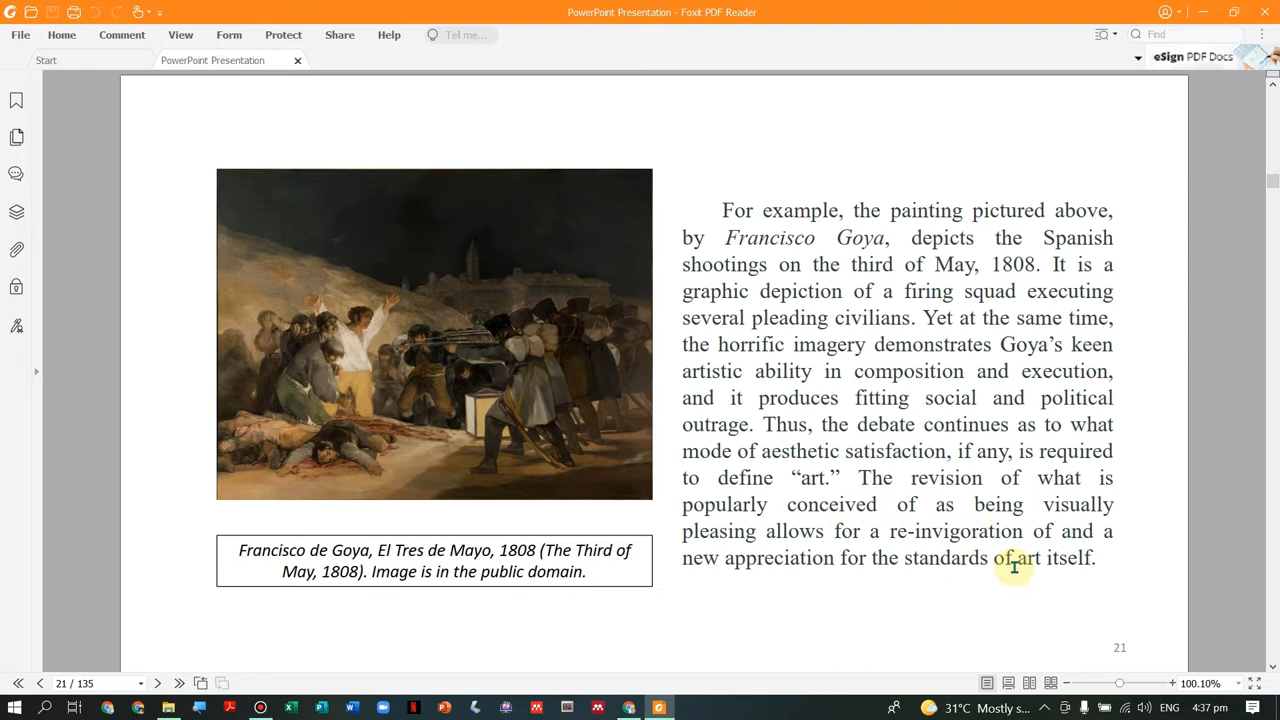 PowerPoint Presentation - Foxit PDF Reader
File Home Comment View Form Protect Share Help Tell me... Find
Start PowerPoint Presentation eSign PDF Docs
For example, the painting pictured above,
by Francisco Goya, depicts the Spanish
shootings on the third of May, 1808. It is a
graphic depiction of a firing squad executing
several pleading civilians. Yet at the same time,
the horrific imagery demonstrates Goya’s keen
artistic ability in composition and execution,
and it produces fitting social and political
outrage. Thus, the debate continues as to what
mode of aesthetic satisfaction, if any, is required
to define “art.” The revision of what is
popularly conceived of as being visually
pleasing allows for a re-invigoration of and a
new appreciation for the standards of art itself.
Francisco de Goya, El Tres de Mayo, 1808 (The Third of
May, 1808). Image is in the public domain.
21
21 / 135 100.10%
31°C Mostly s... ENG 4:37 pm